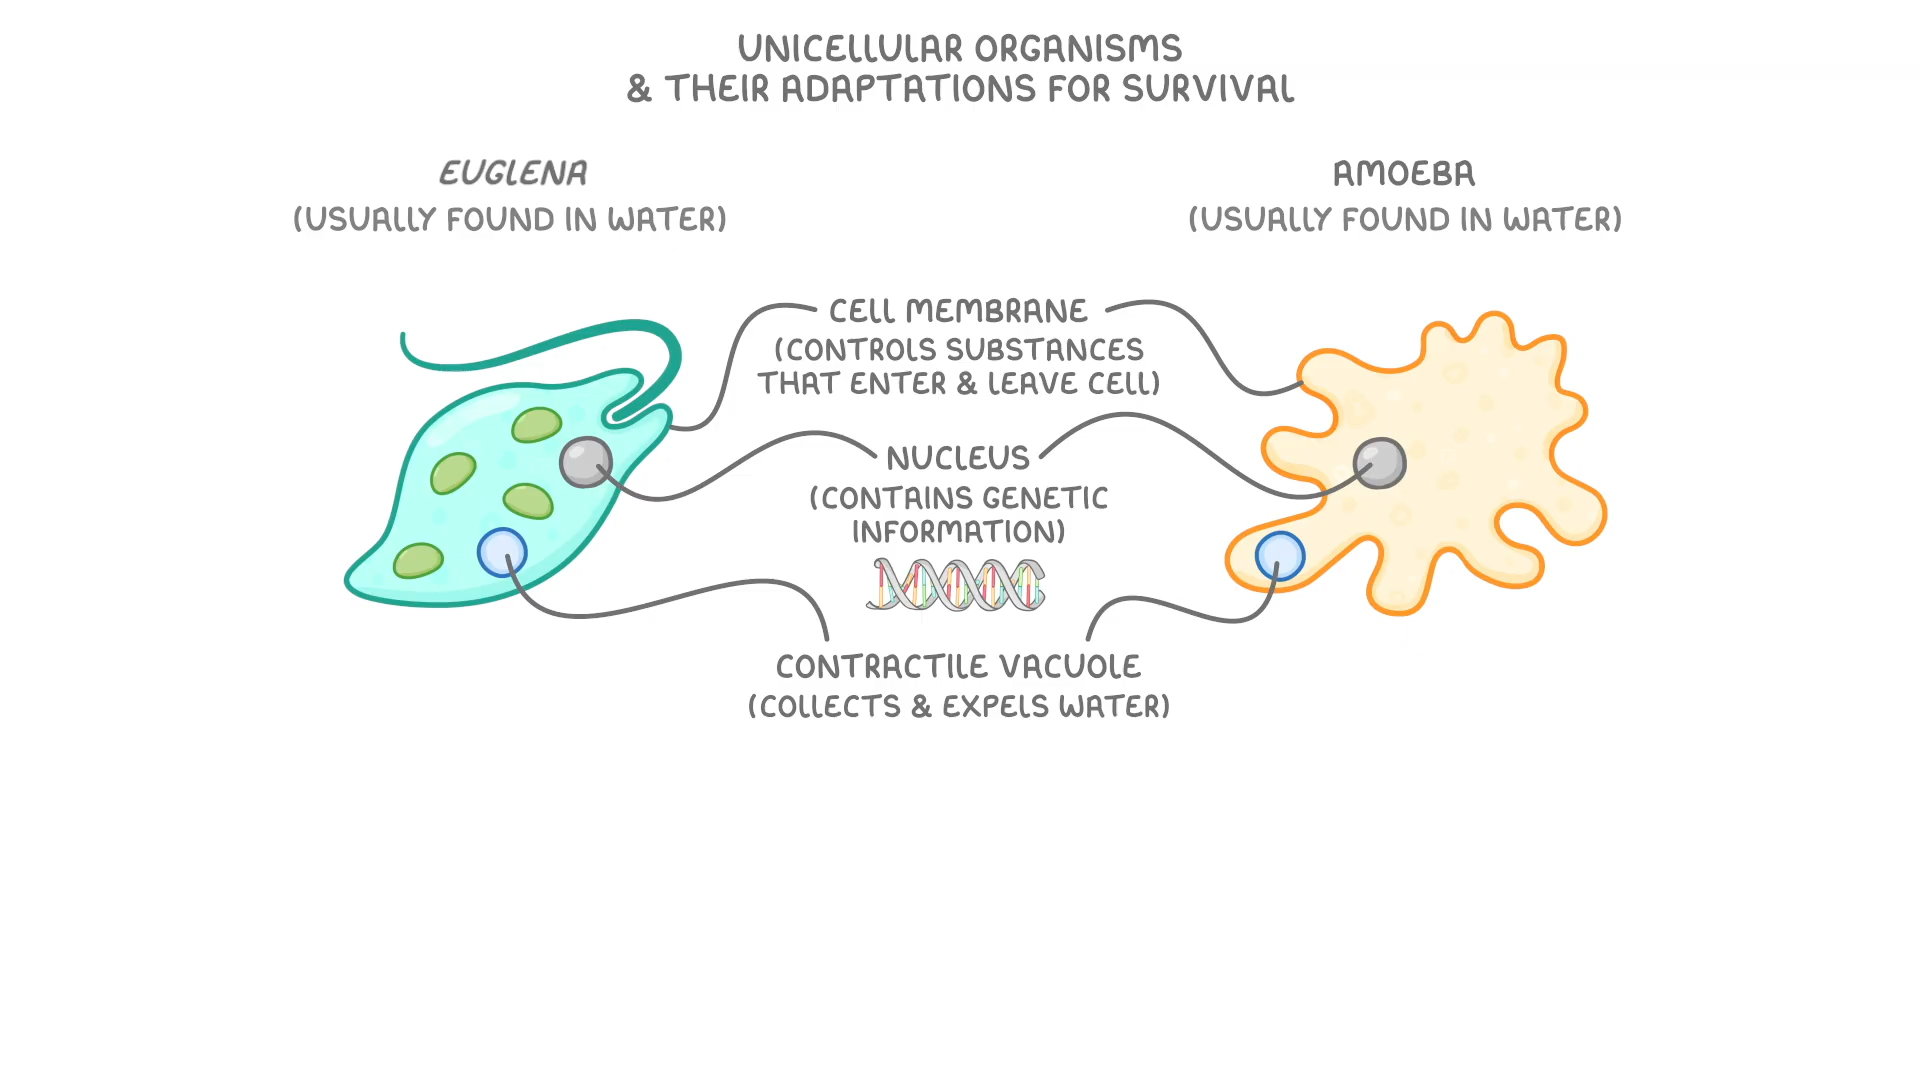 UNICELLULAR ORGANISMS
& THEIR ADAPTATIONS FOR SURVIVAL
EUGLENA
(USUALLY FOUND IN WATER)
AMOEBA
(USUALLY FOUND IN WATER)
CELL MEMBRANE
(CONTROLS SUBSTANCES
THAT ENTER & LEAVE CELL)
NUCLEUS
(CONTAINS GENETIC
INFORMATION)
CONTRACTILE VACUOLE
(COLLECTS & EXPELS WATER)